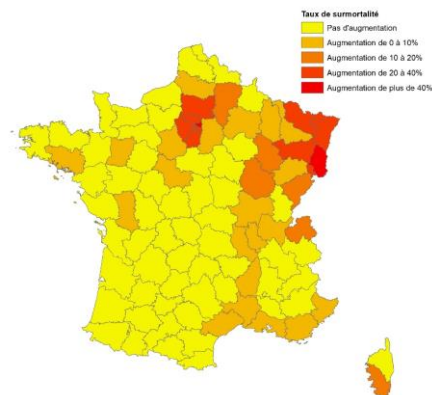 Taux de surmortalité
Pas d'augmentation
Augmentation de 0 à 10%
Augmentation de 10 à 20%
Augmentation de 20 à 40%
Augmentation de plus de 40%